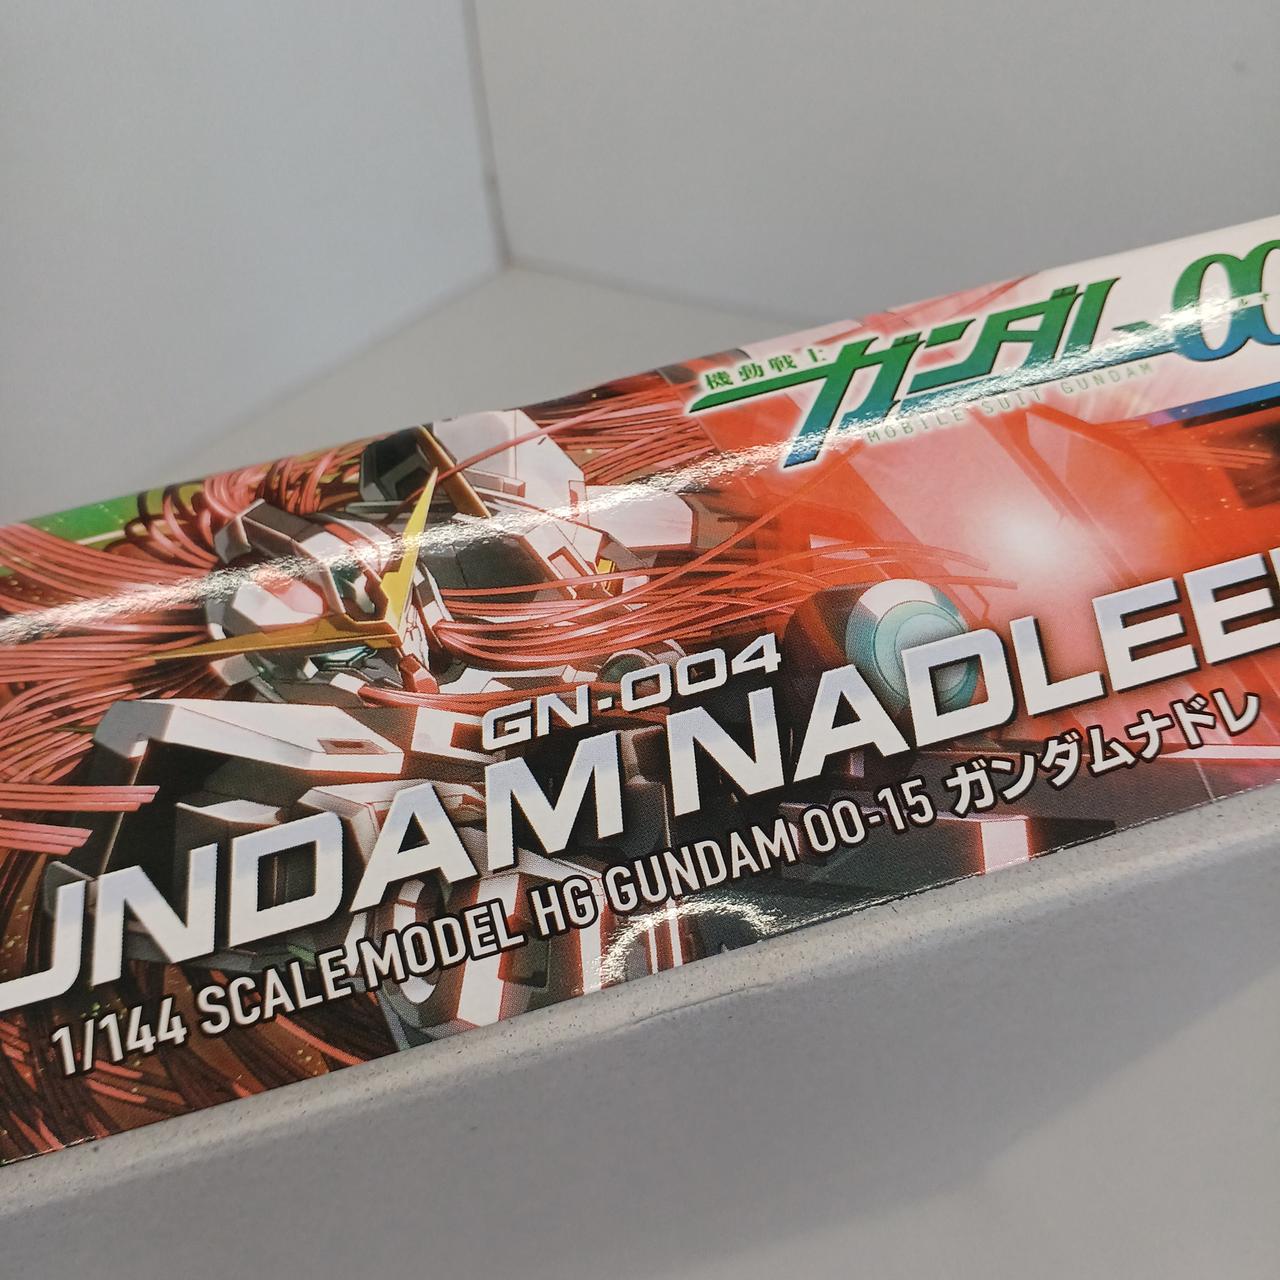 機動戦士
ガンダム00
MOBILE SUIT GUNDAM
GN-004
UNDAM NADLEE
1/144 SCALE MODEL HG GUNDAM 00-15 ガンダムナドレ